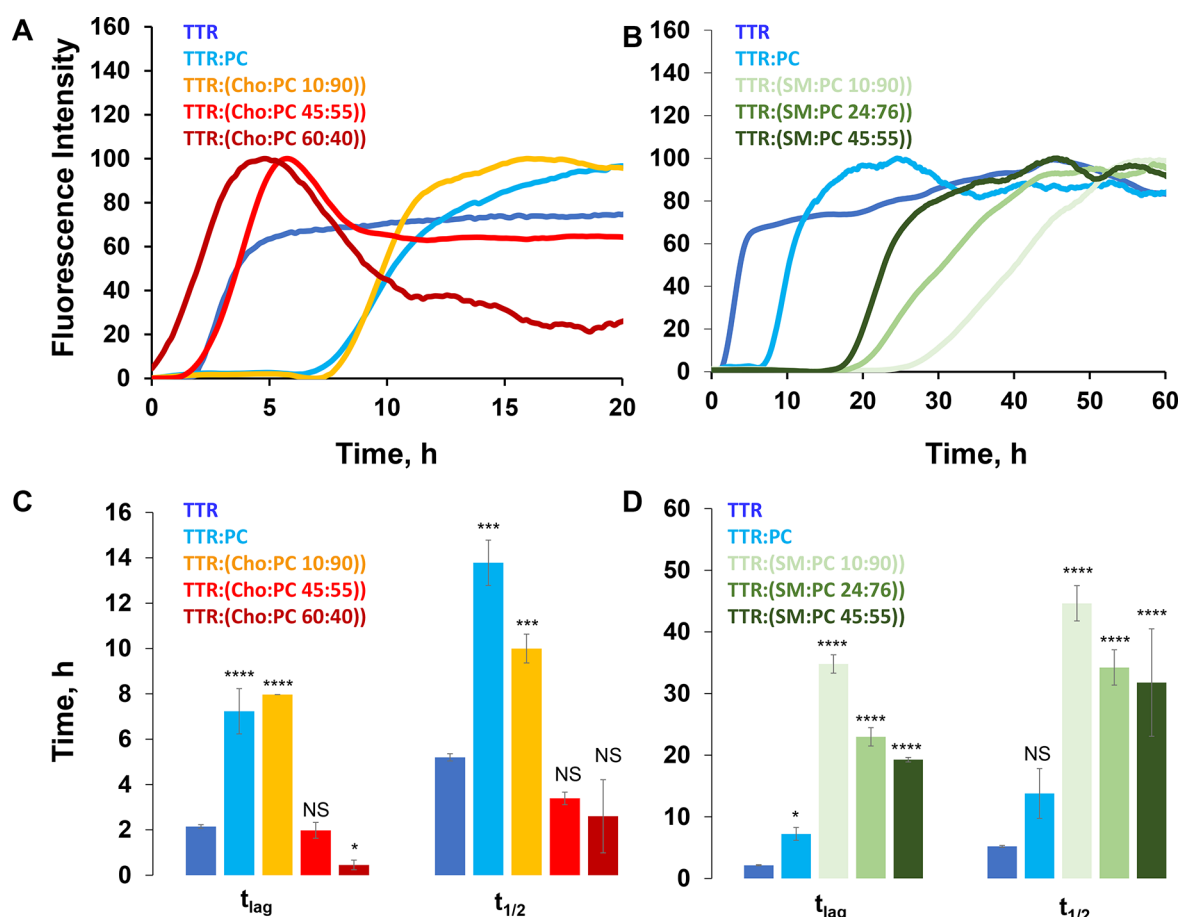 A
TTR
TTR:PC
TTR:(Cho:PC 10:90))
TTR:(Cho:PC 45:55))
TTR:(Cho:PC 60:40))
Fluorescence Intensity
160
140
120
100
80
60
40
20
0
0 5 10 15 20
Time, h
B
TTR
TTR:PC
TTR:(SM:PC 10:90))
TTR:(SM:PC 24:76))
TTR:(SM:PC 45:55))
160
140
120
100
80
60
40
20
0
0 10 20 30 40 50 60
Time, h
C
TTR
TTR:PC
TTR:(Cho:PC 10:90))
TTR:(Cho:PC 45:55))
TTR:(Cho:PC 60:40))
Time, h
16
14
12
10
8
6
4
2
0
**** **** NS *
*** *** NS NS
tlag t1/2
D
TTR
TTR:PC
TTR:(SM:PC 10:90))
TTR:(SM:PC 24:76))
TTR:(SM:PC 45:55))
60
50
40
30
20
10
0
* **** **** ****
NS **** **** ****
tlag t1/2